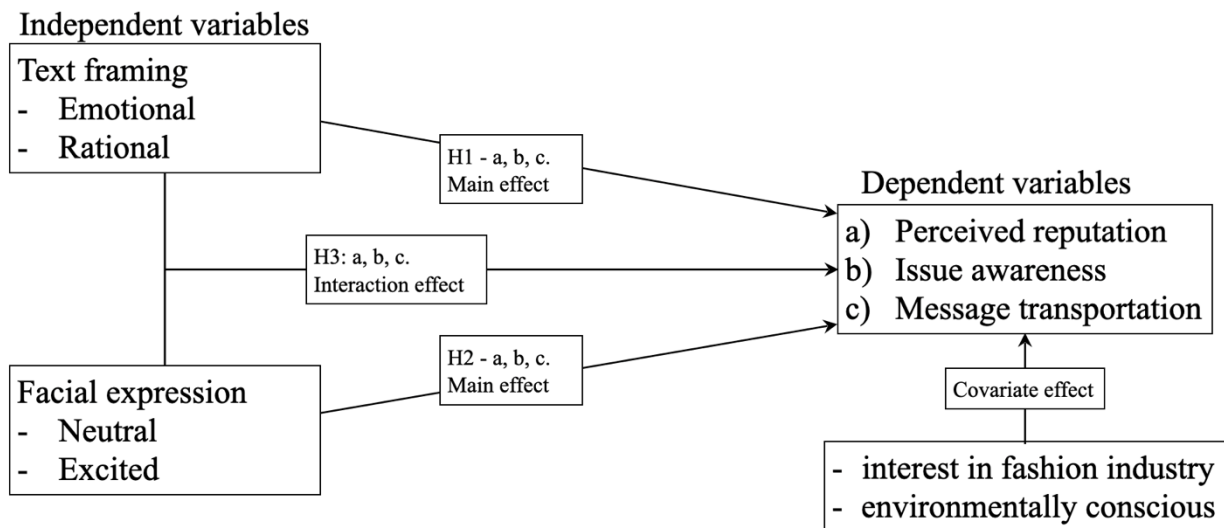 Independent variables
Text framing
- Emotional
- Rational
H1 - a, b, c.
Main effect
Dependent variables
a) Perceived reputation
b) Issue awareness
c) Message transportation
H3: a, b, c.
Interaction effect
H2 - a, b, c.
Main effect
Facial expression
- Neutral
- Excited
Covariate effect
- interest in fashion industry
- environmentally conscious